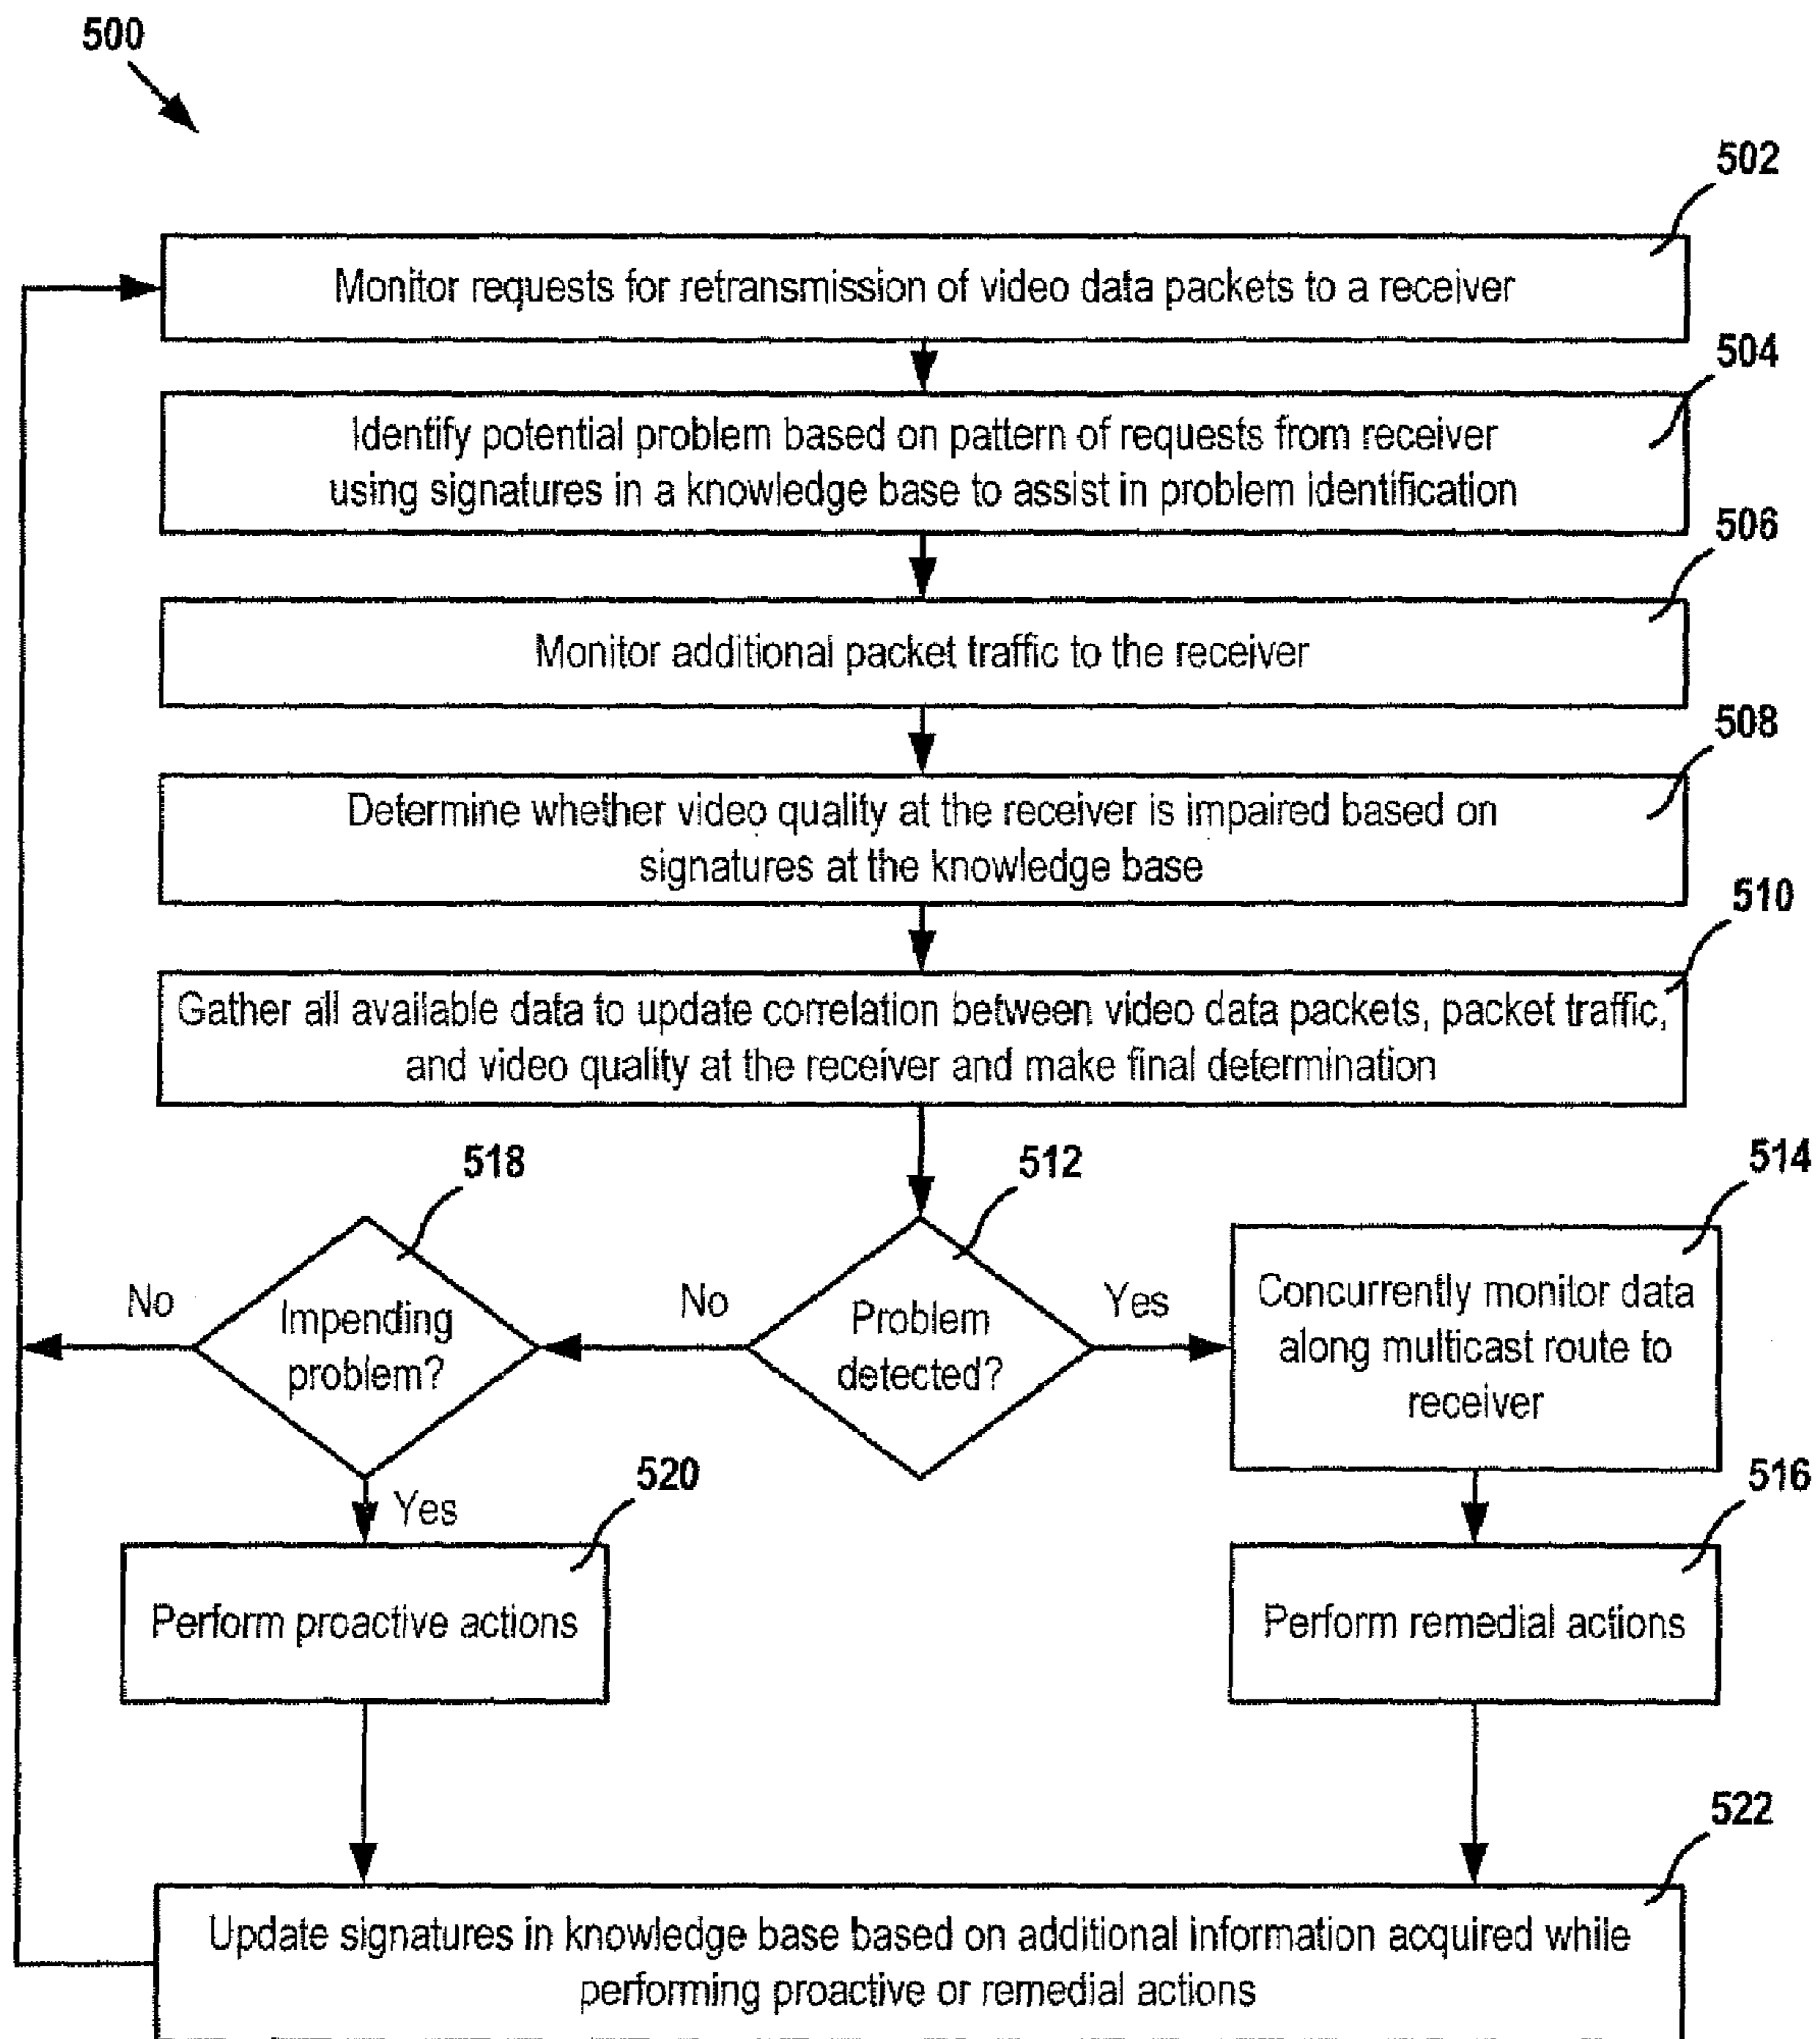 500
502
Monitor requests for retransmission of video data packets to a receiver
504
Identify potential problem based on pattern of requests from receiver
using signatures in a knowledge base to assist in problem identification
506
Monitor additional packet traffic to the receiver
508
Determine whether video quality at the receiver is impaired based on
signatures at the knowledge base
510
Gather all available data to update correlation between video data packets, packet traffic,
and video quality at the receiver and make final determination
518
512
514
No
Impending
problem?
No
Problem
detected?
Yes
Concurrently monitor data
along multicast route to
receiver
Yes
520
516
Perform proactive actions
Perform remedial actions
522
Update signatures in knowledge base based on additional information acquired while
performing proactive or remedial actions